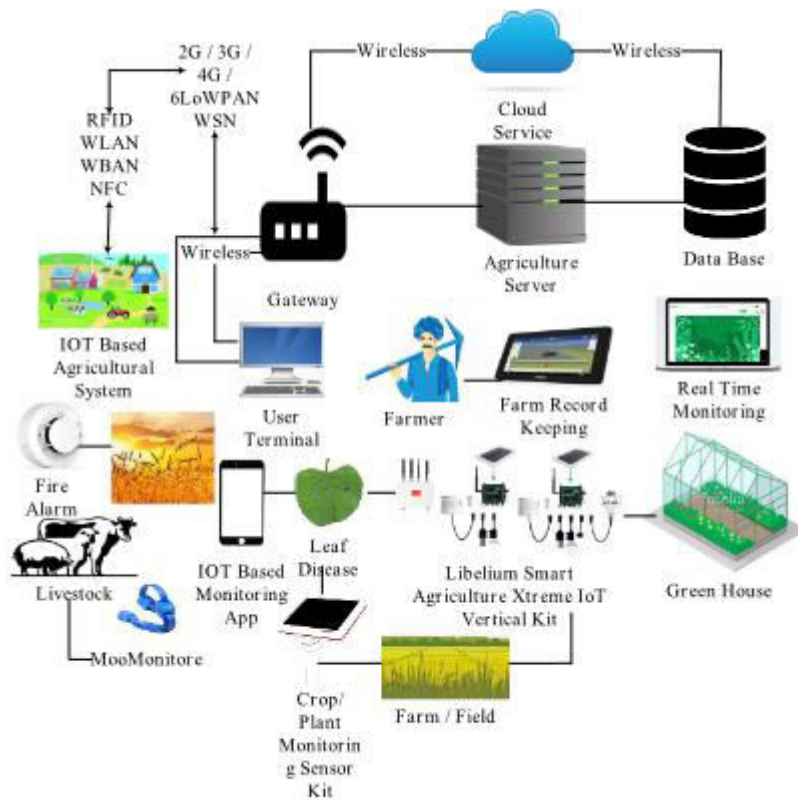 2G / 3G /
4G /
6LoWPAN
WSN
Wireless
Wireless
Cloud
Service
RFID
WLAN
WBAN
NFC
Wireless
Gateway
Agriculture
Server
Data Base
IOT Based
Agricultural
System
User
Terminal
Farmer
Farm Record
Keeping
Real Time
Monitoring
Fire
Alarm
Livestock
MooMonitore
IOT Based
Monitoring
App
Leaf
Disease
Libelium Smart
Agriculture Xtreme IoT
Vertical Kit
Green House
Crop/
Plant
Monitorin
g Sensor
Kit
Farm / Field